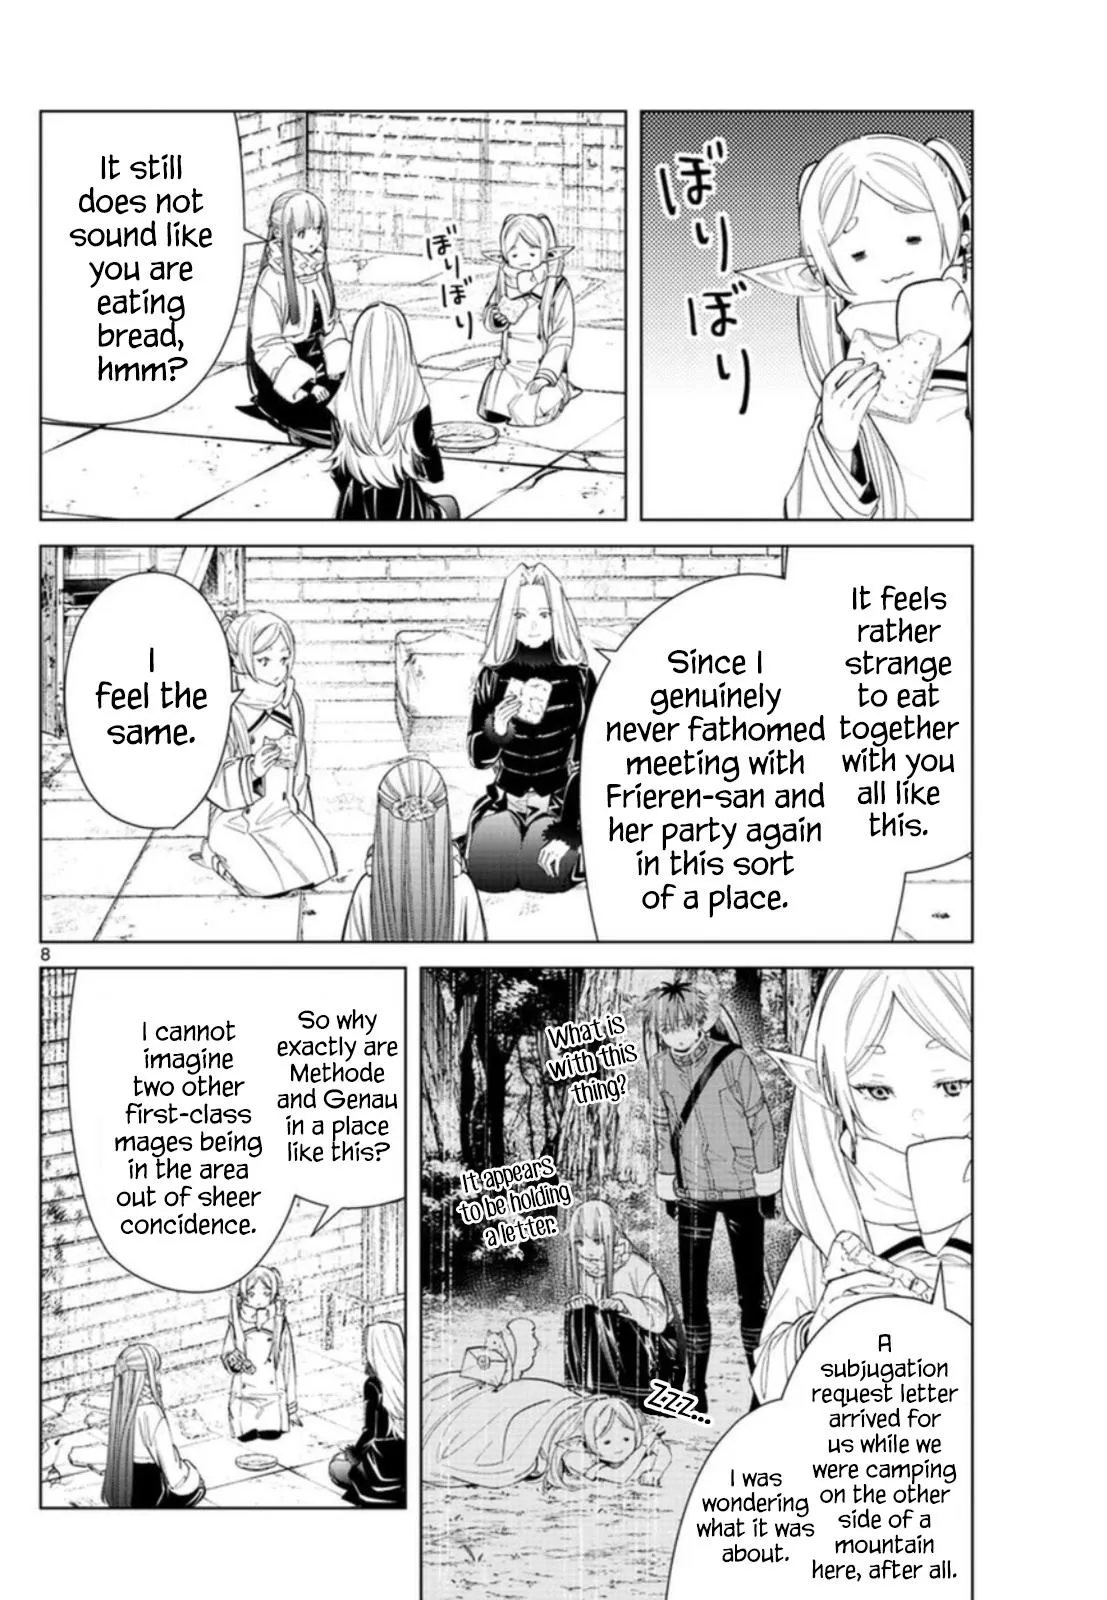 ぼりぼり
It still
does not
sound like
you are
eating
bread,
hmm?
ぼりぼり
It feels
rather
strange
to eat
together
with you
all like
this.
Since I
genuinely
never fathomed
meeting with
Frieren-san and
her party again
in this sort
of a place.
I
feel the
same.
8
A
subjugation
request letter
arrived for
us while we
were camping
on the other
side of a
mountain
here, after all.
I was
wondering
what it was
about.
What is
with this
thing?
It appears
to be holding
a letter.
Z-z-z...
So why
exactly are
Methode
and Genau
in a place
like this?
I cannot
imagine
two other
first-class
mages being
in the area
out of sheer
concidence.